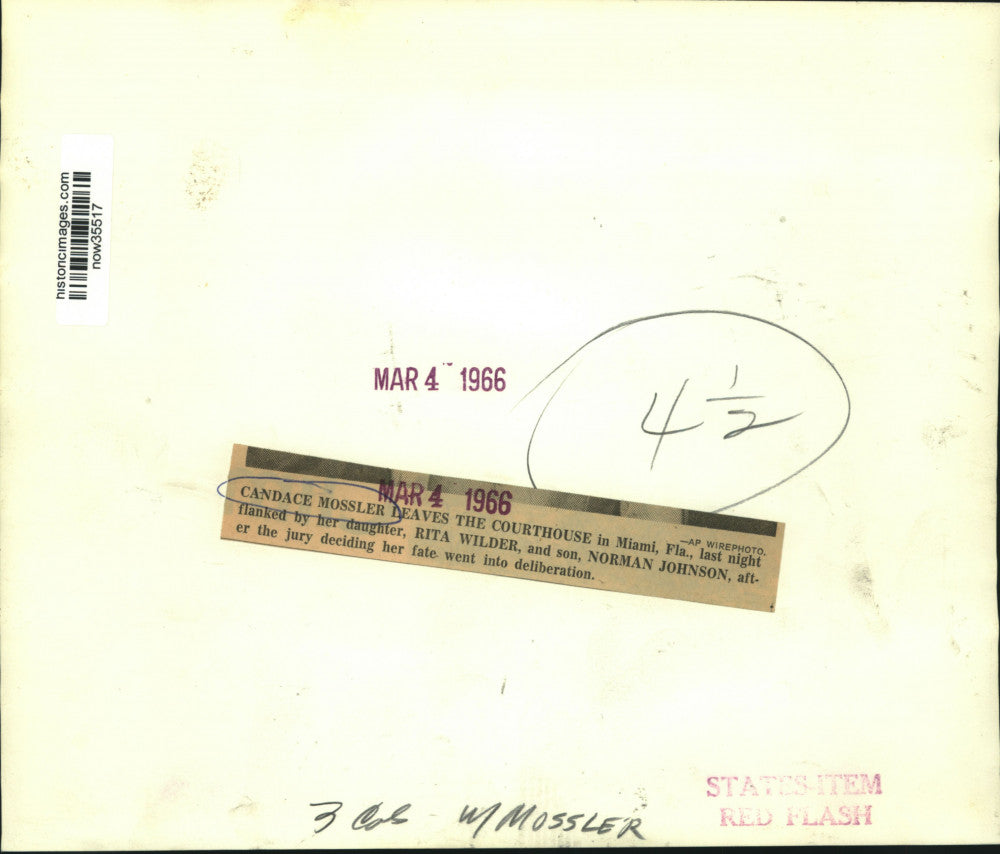 historicimages.com
now35517
MAR 4 1966
4 1/2
MAR 4 1966
—AP WIREPHOTO.
CANDACE MOSSLER LEAVES THE COURTHOUSE in Miami, Fla., last night
flanked by her daughter, RITA WILDER, and son, NORMAN JOHNSON, aft-
er the jury deciding her fate went into deliberation.
STATES-ITEM
RED FLASH
3 Col W/ MOSSLER